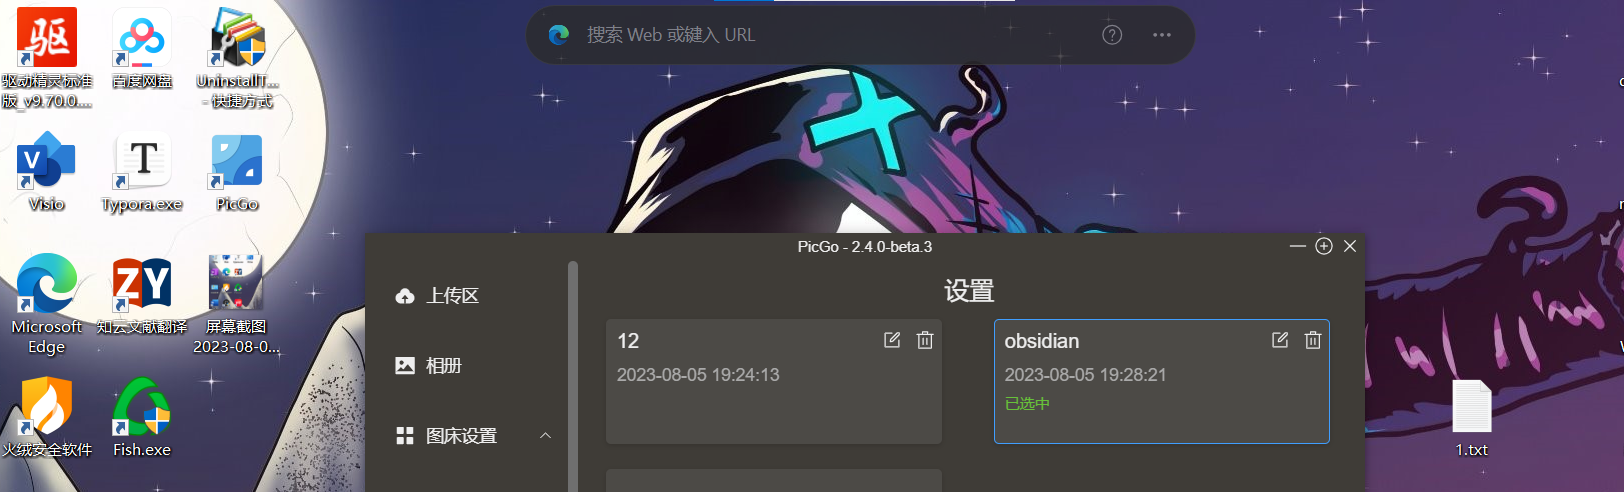 搜索 Web 或键入 URL
驱
驱动精灵标准
版_v9.70.0....
百度网盘
UninstallT...
- 快捷方式
V
Visio
T
Typora.exe
PicGo
Microsoft
Edge
ZY
知云文献翻译
屏幕截图
2023-08-0...
火绒安全软件
Fish.exe
PicGo - 2.4.0-beta.3
上传区
相册
图床设置
设置
12
2023-08-05 19:24:13
obsidian
2023-08-05 19:28:21
已选中
1.txt